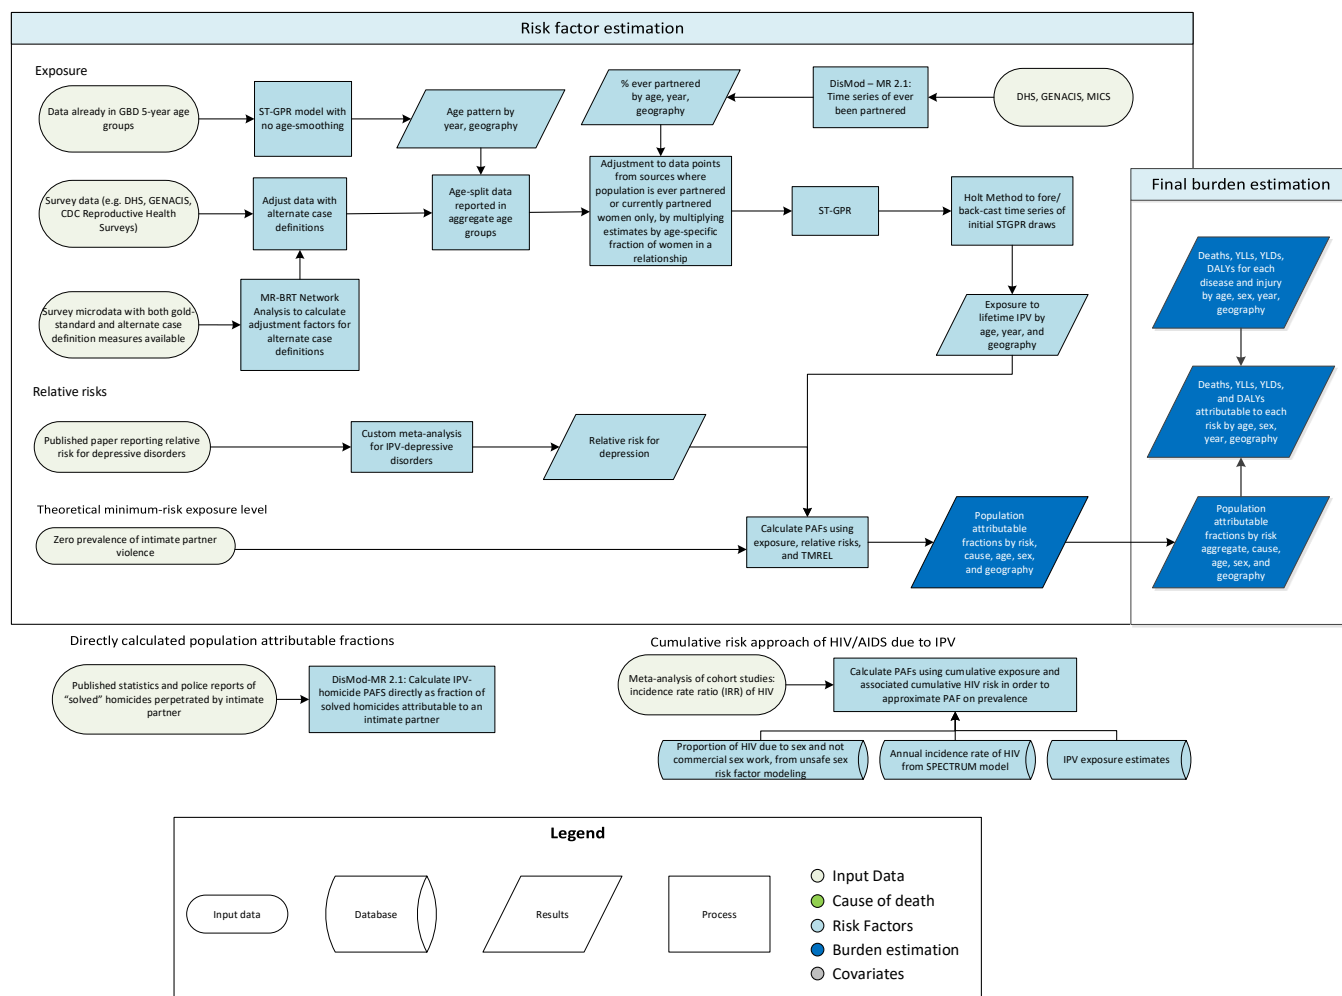 Risk factor estimation
Exposure
Data already in GBD 5-year age
groups
ST-GPR model with
no age-smoothing
Age pattern by
year, geography
% ever partnered
by age, year,
geography
DisMod – MR 2.1:
Time series of ever
been partnered
DHS, GENACIS, MICS
Survey data (e.g. DHS, GENACIS,
CDC Reproductive Health
Surveys)
Adjust data with
alternate case
definitions
Age-split data
reported in
aggregate age
groups
Adjustment to data points
from sources where
population is ever partnered
or currently partnered
women only, by multiplying
estimates by age-specific
fraction of women in a
relationship
ST-GPR
Holt Method to fore/
back-cast time series of
initial STGPR draws
Survey microdata with both gold-
standard and alternate case
definition measures available
MR-BRT Network
Analysis to calculate
adjustment factors for
alternate case
definitions
Exposure to
lifetime IPV by
age, year, and
geography
Relative risks
Published paper reporting relative
risk for depressive disorders
Custom meta-analysis
for IPV-depressive
disorders
Relative risk for
depression
Theoretical minimum-risk exposure level
Zero prevalence of intimate partner
violence
Calculate PAFs using
exposure, relative risks,
and TMREL
Population
attributable
fractions by risk,
cause, age, sex,
and geography
Final burden estimation
Deaths, YLLs, YLDs,
DALYs for each
disease and injury
by age, sex, year,
geography
Deaths, YLLs, YLDs,
and DALYs
attributable to each
risk by age, sex,
year, geography
Population
attributable
fractions by risk
aggregate, cause,
age, sex, and
geography
Directly calculated population attributable fractions
Published statistics and police reports of
“solved” homicides perpetrated by intimate
partner
DisMod-MR 2.1: Calculate IPV-
homicide PAFS directly as fraction of
solved homicides attributable to an
intimate partner
Cumulative risk approach of HIV/AIDS due to IPV
Meta-analysis of cohort studies:
incidence rate ratio (IRR) of HIV
Calculate PAFs using cumulative exposure and
associated cumulative HIV risk in order to
approximate PAF on prevalence
Proportion of HIV due to sex and not
commercial sex work, from unsafe sex
risk factor modeling
Annual incidence rate of HIV
from SPECTRUM model
IPV exposure estimates
Legend
Input data
Database
Results
Process
Input Data
Cause of death
Risk Factors
Burden estimation
Covariates